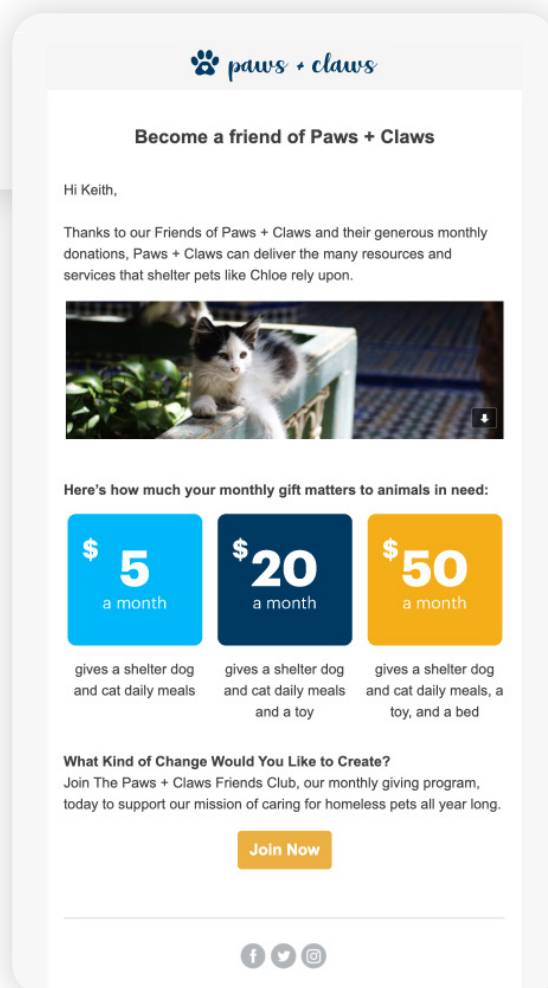 paws + claws
Become a friend of Paws + Claws
Hi Keith,
Thanks to our Friends of Paws + Claws and their generous monthly
donations, Paws + Claws can deliver the many resources and
services that shelter pets like Chloe rely upon.
Here's how much your monthly gift matters to animals in need:
$5
a month
gives a shelter dog
and cat daily meals
$20
a month
gives a shelter dog
and cat daily meals
and a toy
$50
a month
gives a shelter dog
and cat daily meals, a
toy, and a bed
What Kind of Change Would You Like to Create?
Join The Paws + Claws Friends Club, our monthly giving program,
today to support our mission of caring for homeless pets all year long.
Join Now